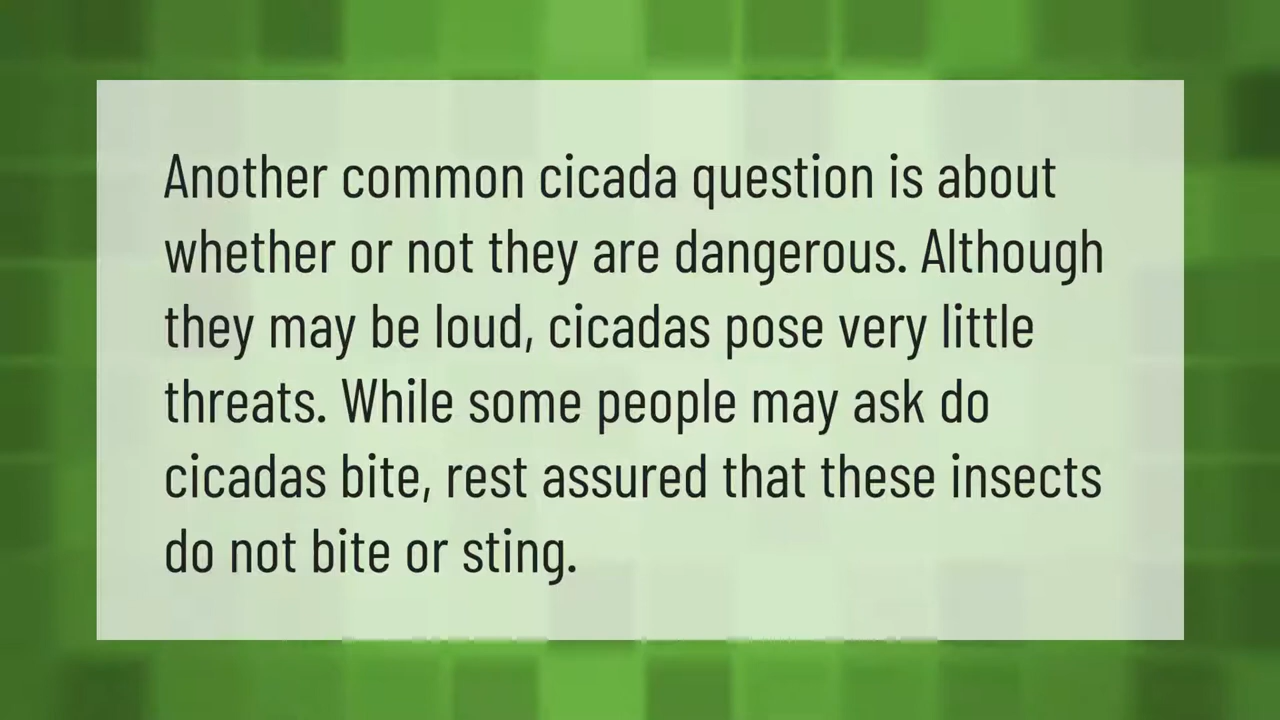 Another common cicada question is about
whether or not they are dangerous. Although
they may be loud, cicadas pose very little
threats. While some people may ask do
cicadas bite, rest assured that these insects
do not bite or sting.